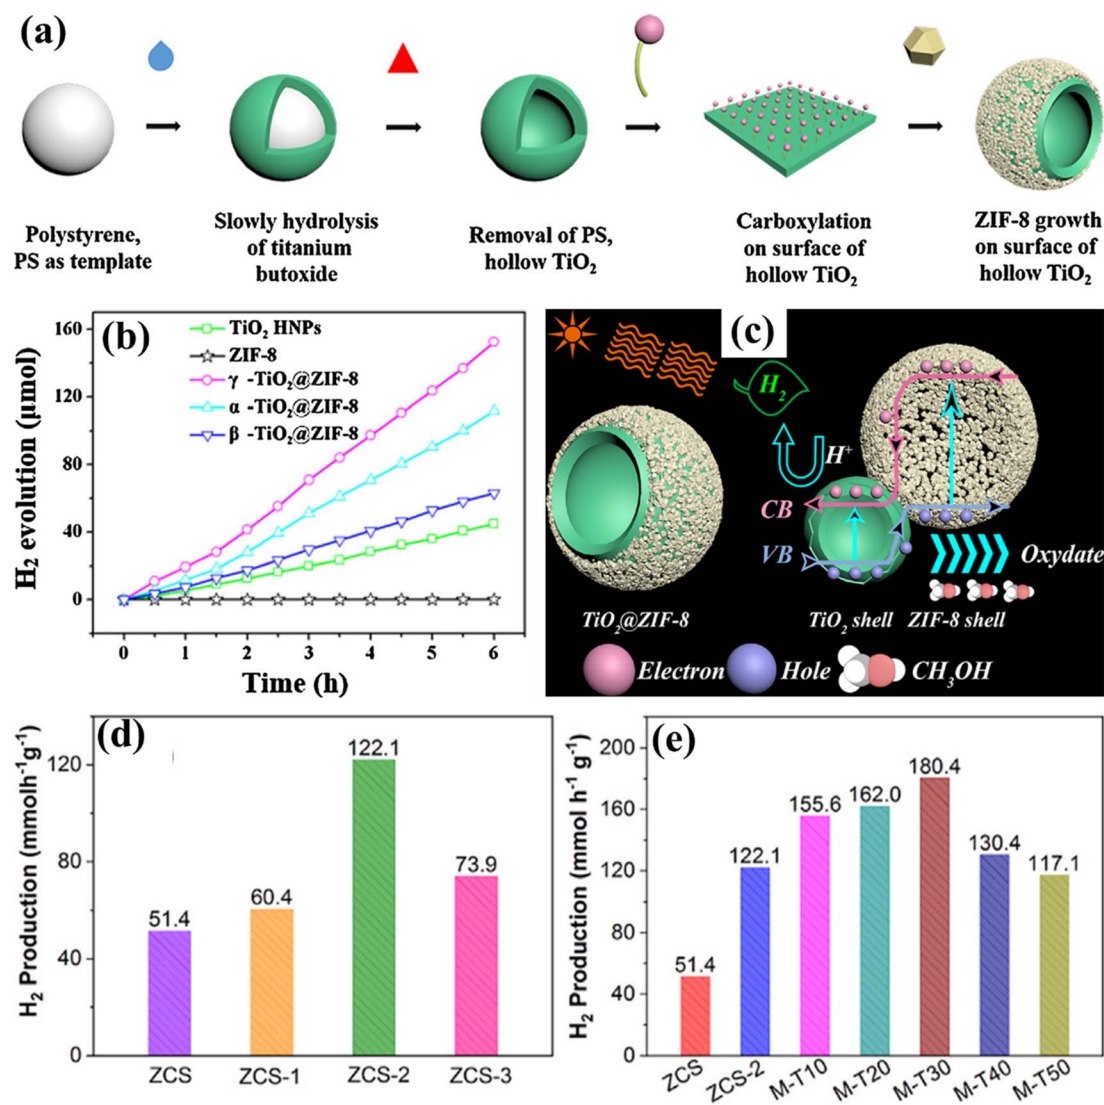 (a)
Polystyrene,
PS as template
Slowly hydrolysis
of titanium
butoxide
Removal of PS,
hollow TiO₂
Carboxylation
on surface of
hollow TiO₂
ZIF-8 growth
on surface of
hollow TiO₂
(b)
H₂ evolution (μmol)
160
120
80
40
0
TiO₂ HNPs
ZIF-8
γ -TiO₂@ZIF-8
α -TiO₂@ZIF-8
β -TiO₂@ZIF-8
0 1 2 3 4 5 6
Time (h)
(c)
H₂
H⁺
CB
VB
Oxydate
TiO₂@ZIF-8
TiO₂ shell
ZIF-8 shell
Electron
Hole
CH₃OH
(d)
H₂ Production (mmolh⁻¹g⁻¹)
120
80
40
0
51.4
60.4
122.1
73.9
ZCS ZCS-1 ZCS-2 ZCS-3
(e)
H₂ Production (mmol h⁻¹ g⁻¹)
200
160
120
80
40
0
51.4
122.1
155.6
162.0
180.4
130.4
117.1
ZCS ZCS-2 M-T10 M-T20 M-T30 M-T40 M-T50